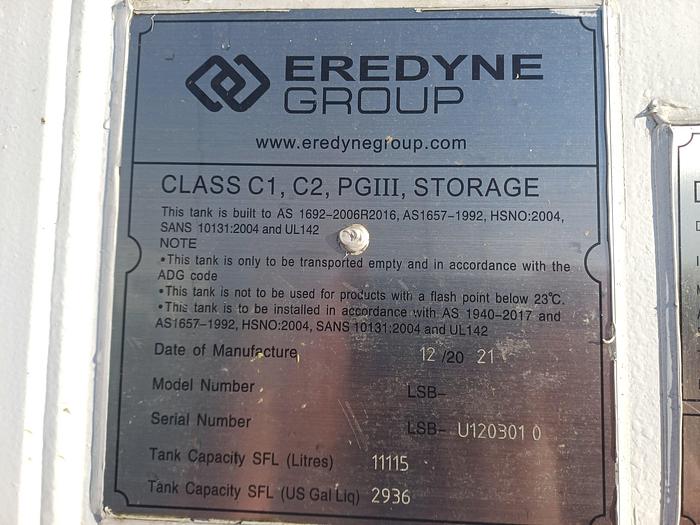 EREDYNE
GROUP
www.eredynegroup.com
CLASS C1, C2, PGIII, STORAGE
This tank is built to AS 1692-2006R2016, AS1657-1992, HSNO:2004,
SANS 10131:2004 and UL142
NOTE
•This tank is only to be transported empty and in accordance with the
ADG code
•This tank is not to be used for products with a flash point below 23℃.
•This tank is to be installed in accordance with AS 1940-2017 and
AS1657-1992, HSNO:2004, SANS 10131:2004 and UL142
Date of Manufacture 12 /20 21
Model Number LSB-
Serial Number LSB- U120301 0
Tank Capacity SFL (Litres) 11115
Tank Capacity SFL (US Gal Liq) 2936